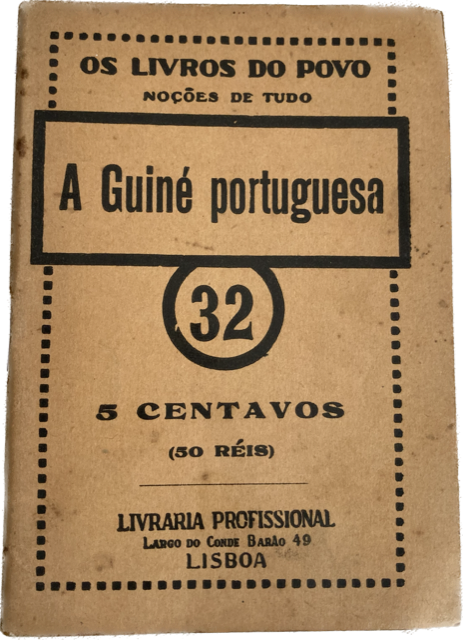 OS LIVROS DO POVO
NOÇÕES DE TUDO
A Guiné portuguesa
32
5 CENTAVOS
(50 RÉIS)
LIVRARIA PROFISSIONAL
LARGO DO CONDE BARÃO 49
LISBOA